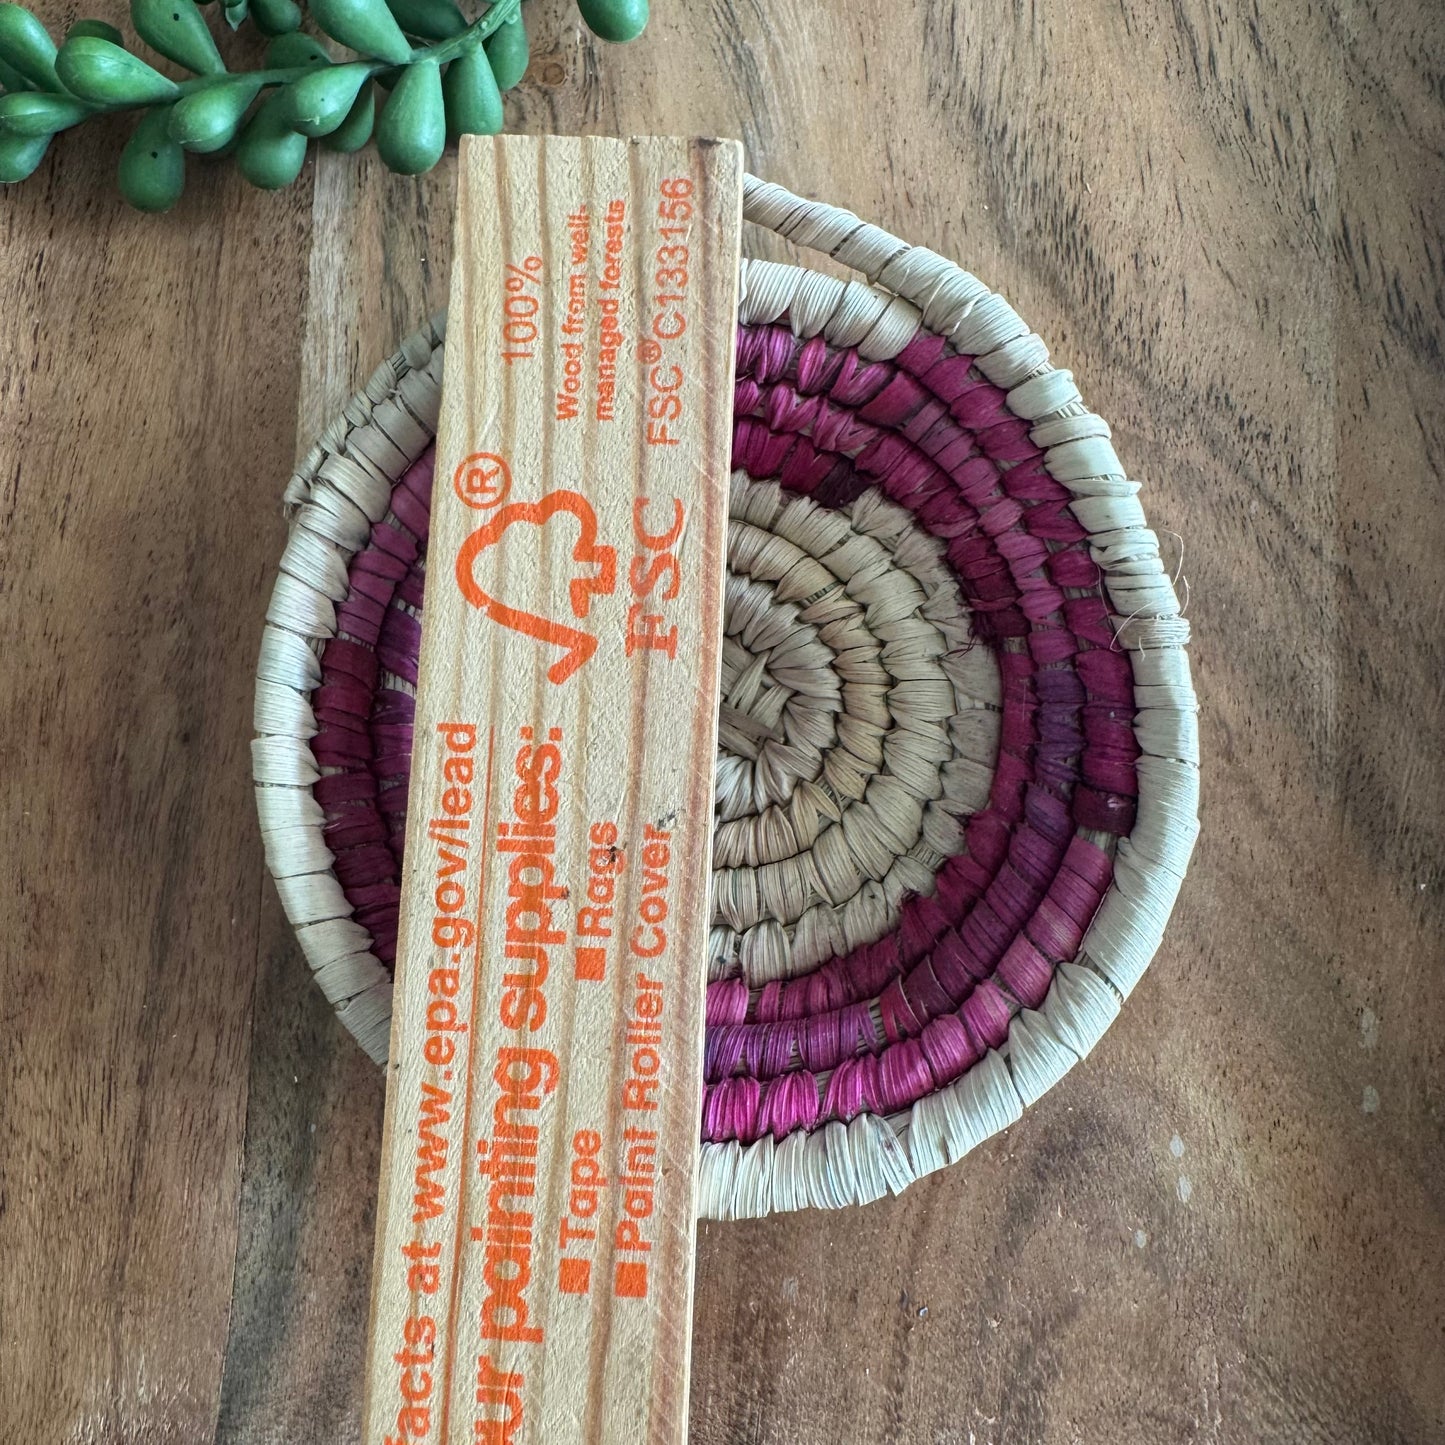 100%
Wood from well-
managed forests
FSC® C133156
®
FSC
facts at www.epa.gov/lead
painting supplies:
■Tape ■Rags
■Paint Roller Cover